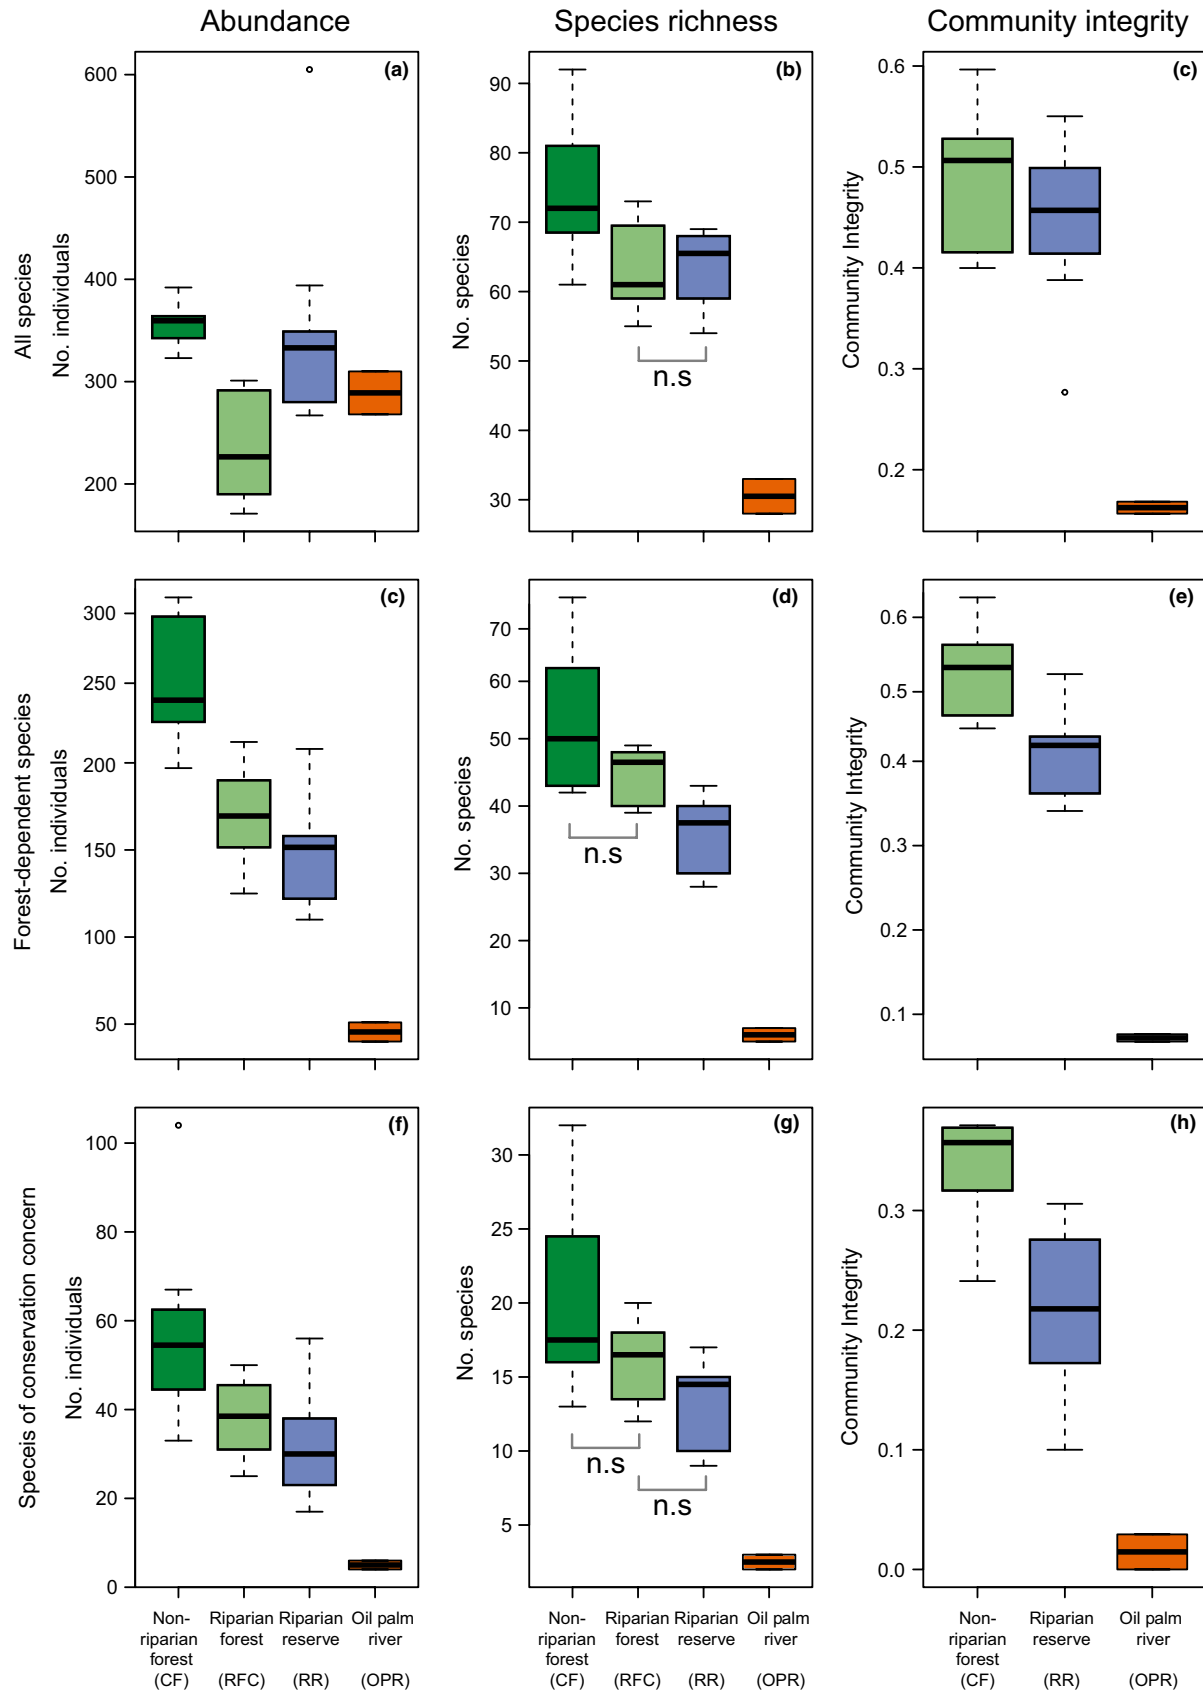 Abundance
Species richness
Community integrity
All species
No. individuals
600
500
400
300
200
(a)
No. species
90
80
70
60
50
40
30
(b)
n.s
Community Integrity
0.6
0.5
0.4
0.3
0.2
(c)
Forest-dependent species
No. individuals
300
250
200
150
100
50
(c)
No. species
70
60
50
40
30
20
10
(d)
n.s
Community Integrity
0.6
0.5
0.4
0.3
0.2
0.1
(e)
Speceis of conservation concern
No. individuals
100
80
60
40
20
0
(f)
No. species
30
25
20
15
10
5
(g)
n.s
n.s
Community Integrity
0.3
0.2
0.1
0.0
(h)
Non-
riparian
forest
(CF)
Riparian
forest
(RFC)
Riparian
reserve
(RR)
Oil palm
river
(OPR)
Non-
riparian
forest
(CF)
Riparian
forest
(RFC)
Riparian
reserve
(RR)
Oil palm
river
(OPR)
Non-
riparian
forest
(CF)
Riparian
reserve
(RR)
Oil palm
river
(OPR)